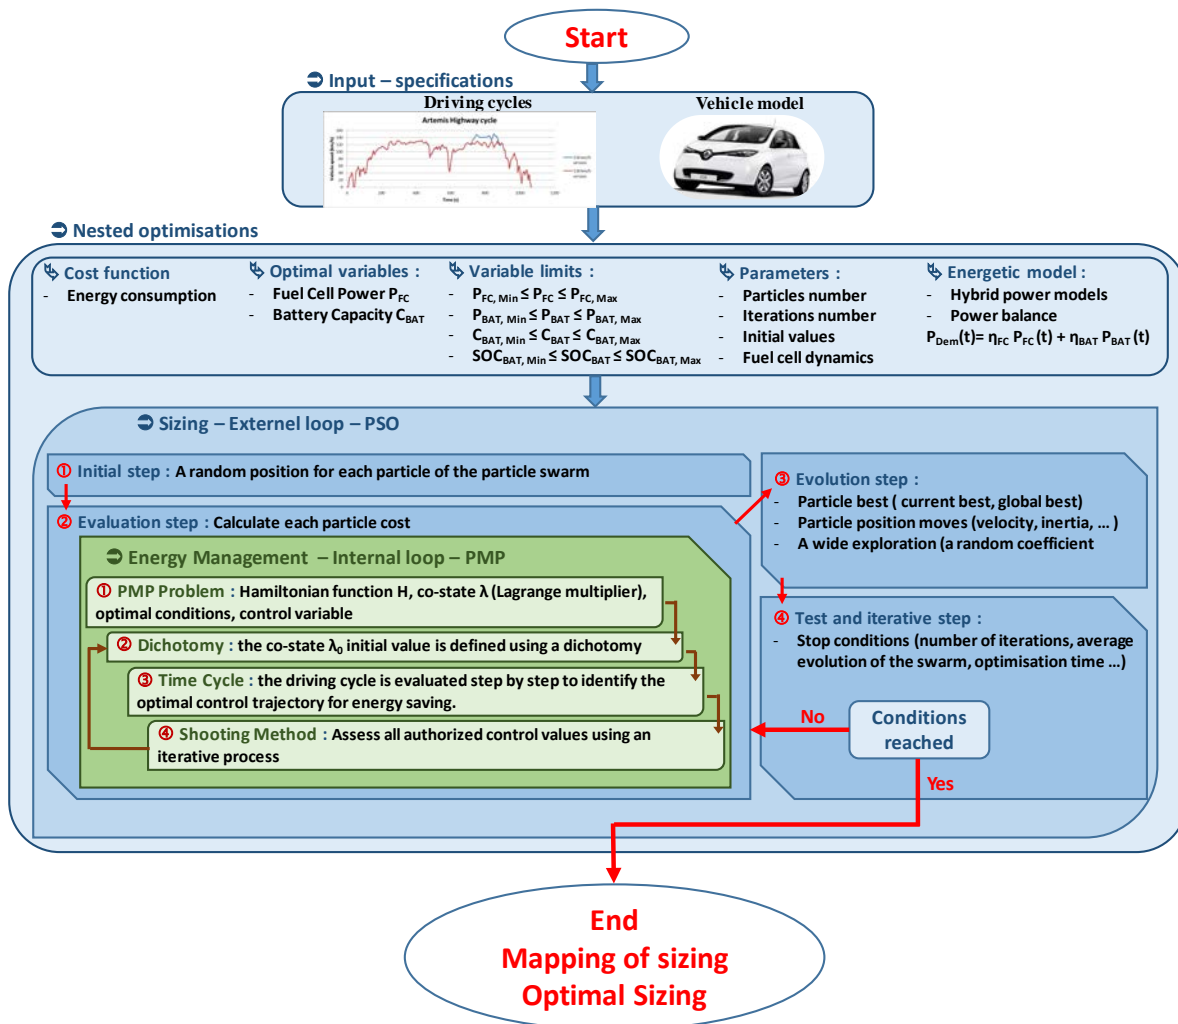 Start
➲ Input – specifications
Driving cycles
Vehicle model
Artemis Highway cycle
Vehicle speed (km/h)
Time (s)
➲ Nested optimisations
Cost function
- Energy consumption
Optimal variables :
- Fuel Cell Power P_FC
- Battery Capacity C_BAT
Variable limits :
- P_FC, Min ≤ P_FC ≤ P_FC, Max
- P_BAT, Min ≤ P_BAT ≤ P_BAT, Max
- C_BAT, Min ≤ C_BAT ≤ C_BAT, Max
- SOC_BAT, Min ≤ SOC_BAT ≤ SOC_BAT, Max
Parameters :
- Particles number
- Iterations number
- Initial values
- Fuel cell dynamics
Energetic model :
- Hybrid power models
- Power balance
P_Dem(t)= η_FC P_FC (t) + η_BAT P_BAT (t)
➲ Sizing – Externel loop – PSO
① Initial step : A random position for each particle of the particle swarm
② Evaluation step : Calculate each particle cost
➲ Energy Management – Internal loop – PMP
① PMP Problem : Hamiltonian function H, co-state λ (Lagrange multiplier),
optimal conditions, control variable
② Dichotomy : the co-state λ₀ initial value is defined using a dichotomy
③ Time Cycle : the driving cycle is evaluated step by step to identify the
optimal control trajectory for energy saving.
④ Shooting Method : Assess all authorized control values using an
iterative process
③ Evolution step :
- Particle best ( current best, global best)
- Particle position moves (velocity, inertia, ... )
- A wide exploration (a random coefficient
④ Test and iterative step :
- Stop conditions (number of iterations, average
evolution of the swarm, optimisation time ...)
No
Conditions
reached
Yes
End
Mapping of sizing
Optimal Sizing